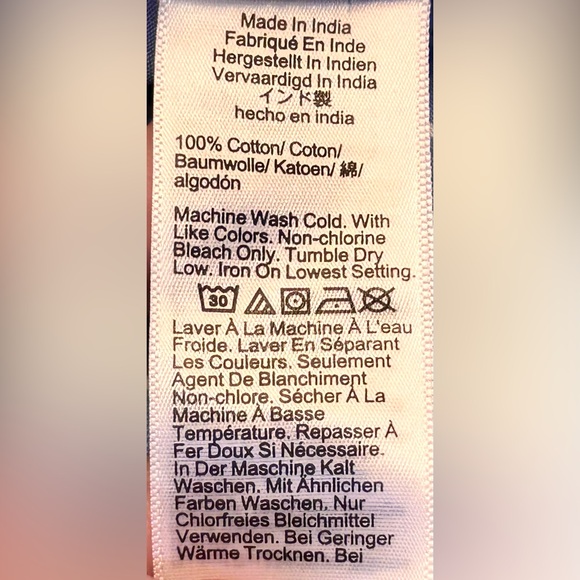 Made In India
Fabriqué En Inde
Hergestellt In Indien
Vervaardigd In India
インド製
hecho en india
100% Cotton/ Coton/
Baumwolle/ Katoen/ 綿/
algodón
Machine Wash Cold. With
Like Colors. Non-chlorine
Bleach Only. Tumble Dry
Low. Iron On Lowest Setting.
30
Laver À La Machine À L'eau
Froide. Laver En Séparant
Les Couleurs. Seulement
Agent De Blanchiment
Non-chlore. Sécher À La
Machine À Basse
Température. Repasser À
Fer Doux Si Nécessaire.
In Der Maschine Kalt
Waschen. Mit Ähnlichen
Farben Waschen. Nur
Chlorfreies Bleichmittel
Verwenden. Bei Geringer
Wärme Trocknen. Bei